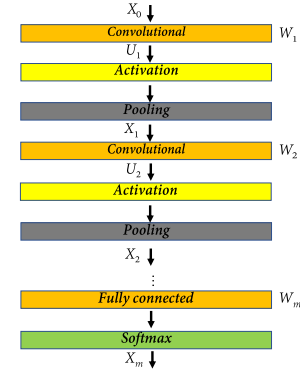 X₀
Convolutional W₁
U₁
Activation
Pooling
X₁
Convolutional W₂
U₂
Activation
Pooling
X₂
⋮
Fully connected Wₘ
Softmax
Xₘ